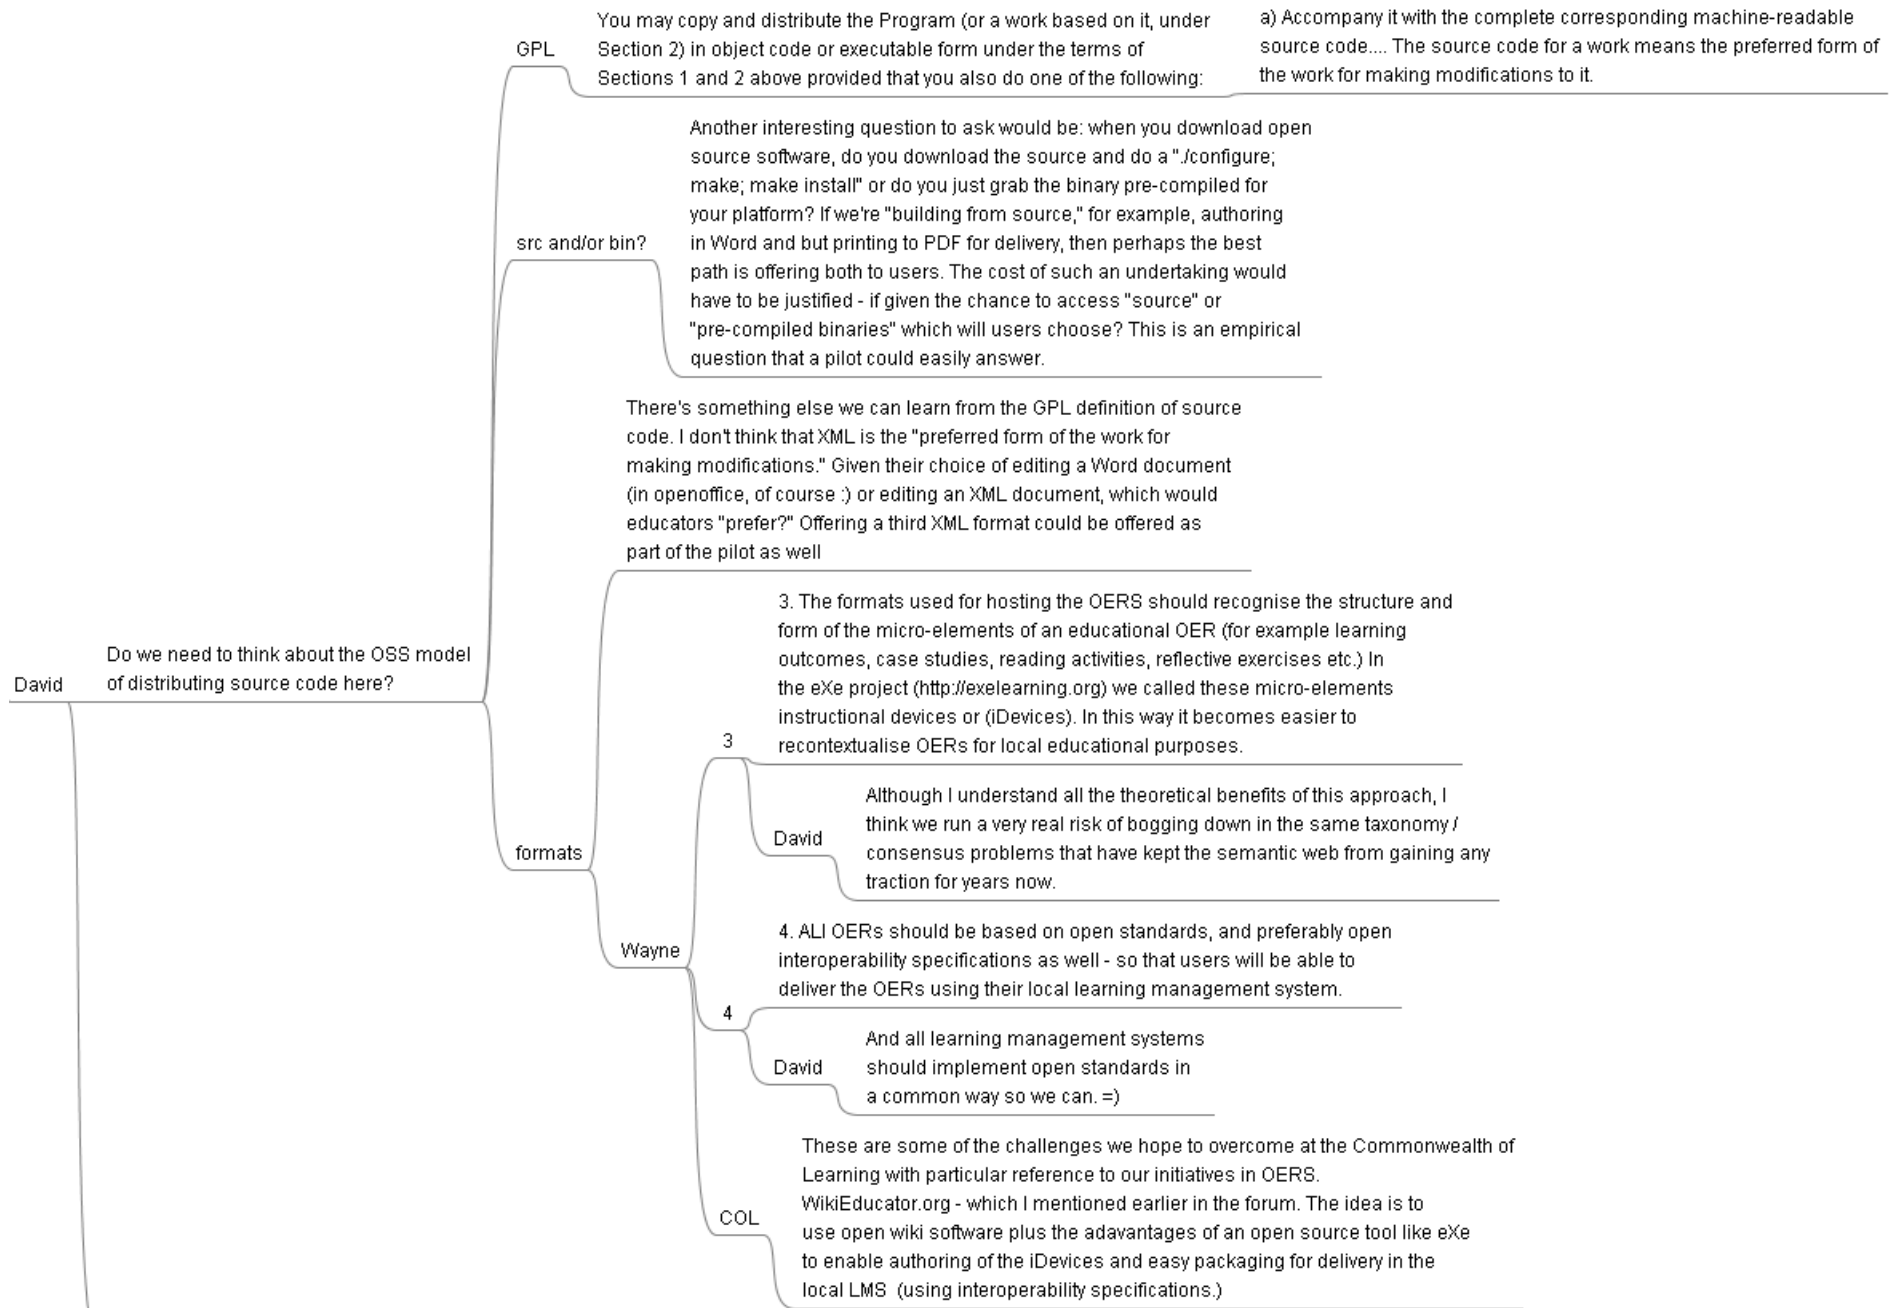 David
Do we need to think about the OSS model
of distributing source code here?
GPL
You may copy and distribute the Program (or a work based on it, under
Section 2) in object code or executable form under the terms of
Sections 1 and 2 above provided that you also do one of the following:
a) Accompany it with the complete corresponding machine-readable
source code.... The source code for a work means the preferred form of
the work for making modifications to it.
src and/or bin?
Another interesting question to ask would be: when you download open
source software, do you download the source and do a "./configure;
make; make install" or do you just grab the binary pre-compiled for
your platform? If we're "building from source," for example, authoring
in Word and but printing to PDF for delivery, then perhaps the best
path is offering both to users. The cost of such an undertaking would
have to be justified - if given the chance to access "source" or
"pre-compiled binaries" which will users choose? This is an empirical
question that a pilot could easily answer.
formats
There's something else we can learn from the GPL definition of source
code. I don't think that XML is the "preferred form of the work for
making modifications." Given their choice of editing a Word document
(in openoffice, of course :) or editing an XML document, which would
educators "prefer?" Offering a third XML format could be offered as
part of the pilot as well
Wayne
3
3. The formats used for hosting the OERS should recognise the structure and
form of the micro-elements of an educational OER (for example learning
outcomes, case studies, reading activities, reflective exercises etc.) In
the eXe project (http://exelearning.org) we called these micro-elements
instructional devices or (iDevices). In this way it becomes easier to
recontextualise OERs for local educational purposes.
David
Although I understand all the theoretical benefits of this approach, I
think we run a very real risk of bogging down in the same taxonomy /
consensus problems that have kept the semantic web from gaining any
traction for years now.
4
4. ALl OERs should be based on open standards, and preferably open
interoperability specifications as well - so that users will be able to
deliver the OERs using their local learning management system.
David
And all learning management systems
should implement open standards in
a common way so we can. =)
COL
These are some of the challenges we hope to overcome at the Commonwealth of
Learning with particular reference to our initiatives in OERS.
WikiEducator.org - which I mentioned earlier in the forum. The idea is to
use open wiki software plus the adavantages of an open source tool like eXe
to enable authoring of the iDevices and easy packaging for delivery in the
local LMS  (using interoperability specifications.)